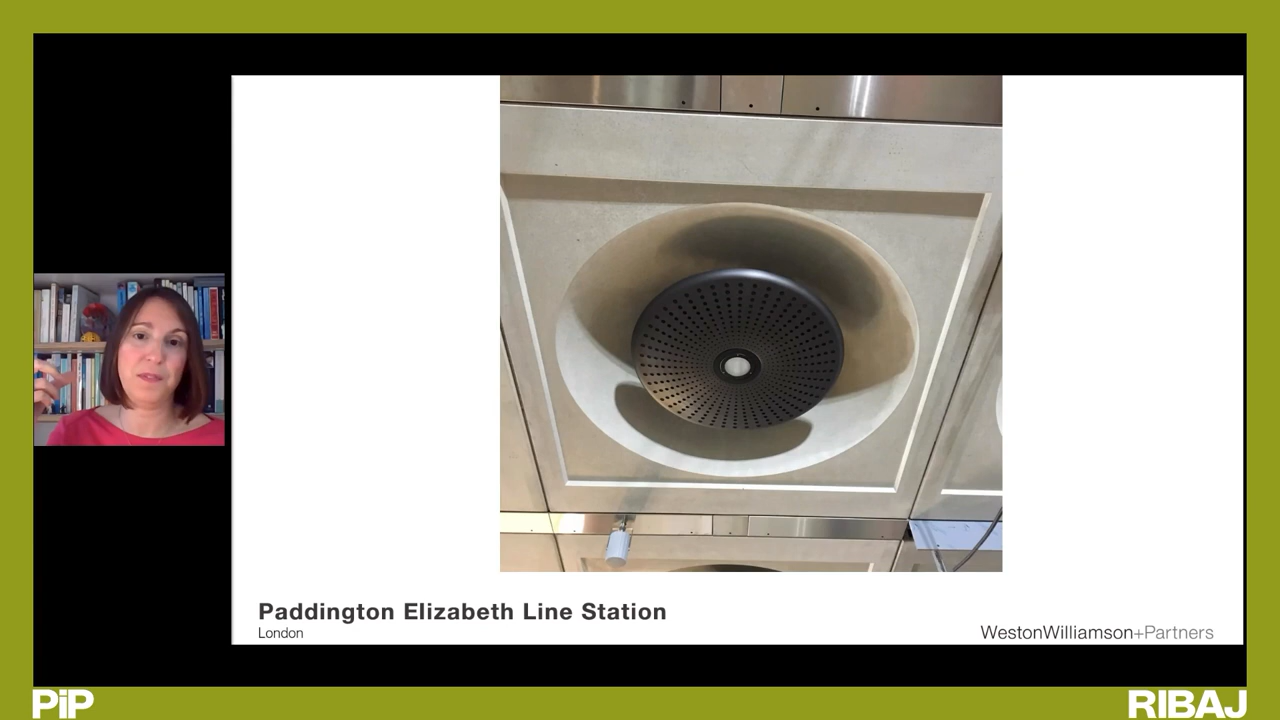 Paddington Elizabeth Line Station
London
WestonWilliamson+Partners
PiP
RIBAJ